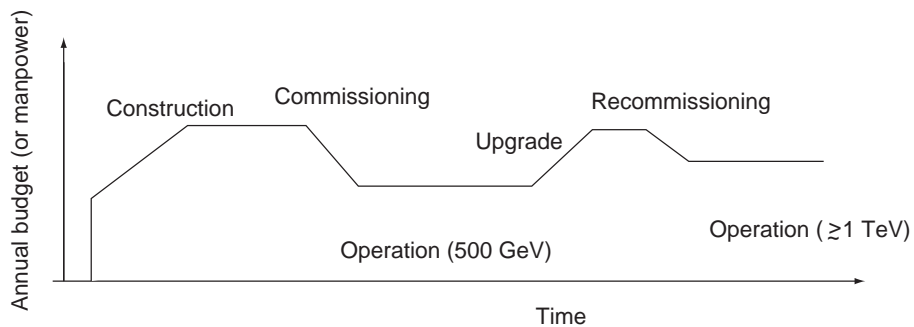 Annual budget (or manpower)
Construction
Commissioning
Upgrade
Recommissioning
Operation (500 GeV)
Operation ( ≳1 TeV)
Time